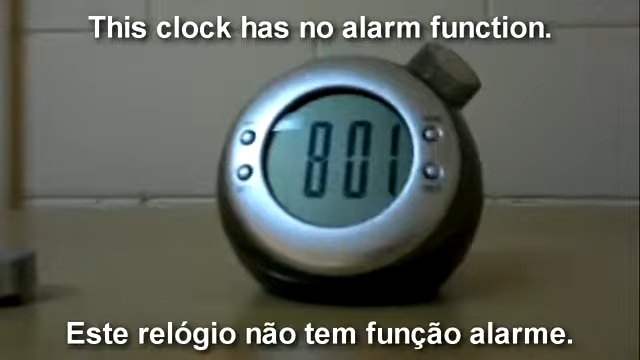 This clock has no alarm function.
801
Este relógio não tem função alarme.